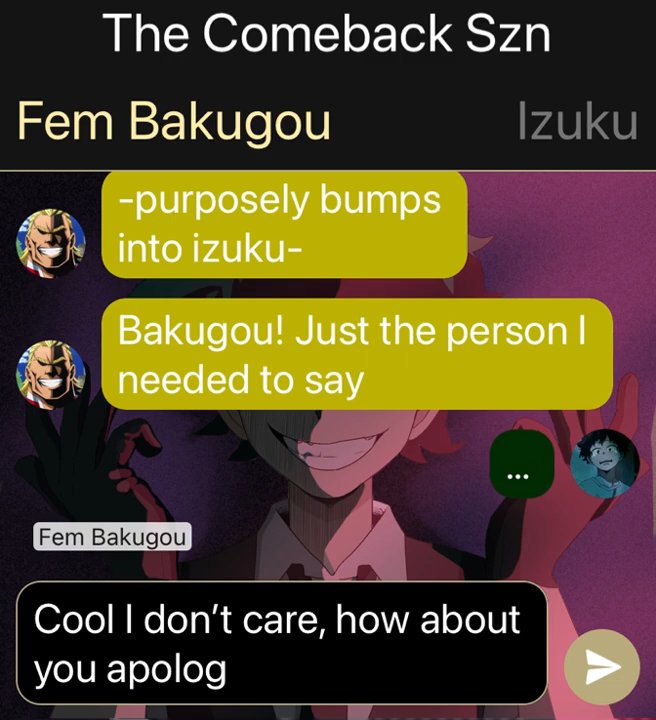 The Comeback Szn
Fem Bakugou Izuku
-purposely bumps
into izuku-
Bakugou! Just the person I
needed to say
...
Fem Bakugou
Cool I don’t care, how about
you apolog